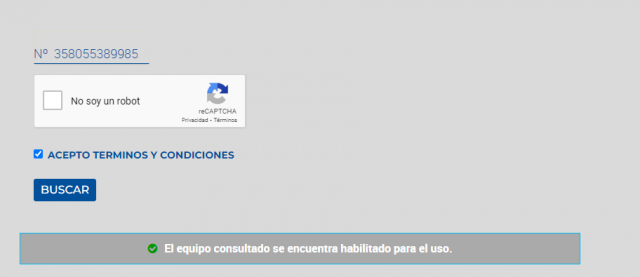 Nº 358055389985
No soy un robot
reCAPTCHA
Privacidad - Términos
ACEPTO TERMINOS Y CONDICIONES
BUSCAR
El equipo consultado se encuentra habilitado para el uso.